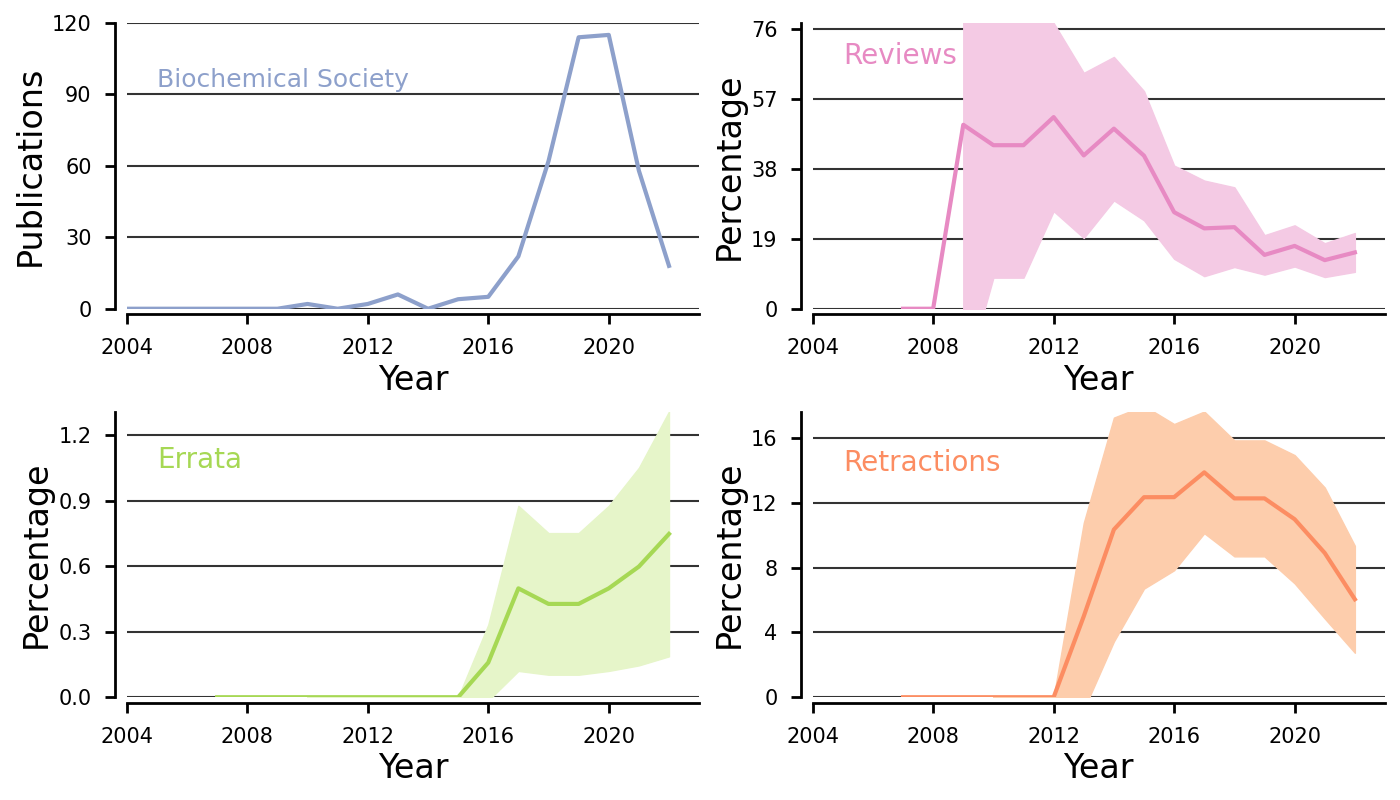 Publications
120
90
60
30
0
Biochemical Society
2004 2008 2012 2016 2020
Year
Percentage
76
57
38
19
0
Reviews
2004 2008 2012 2016 2020
Year
Percentage
1.2
0.9
0.6
0.3
0.0
Errata
2004 2008 2012 2016 2020
Year
Percentage
16
12
8
4
0
Retractions
2004 2008 2012 2016 2020
Year